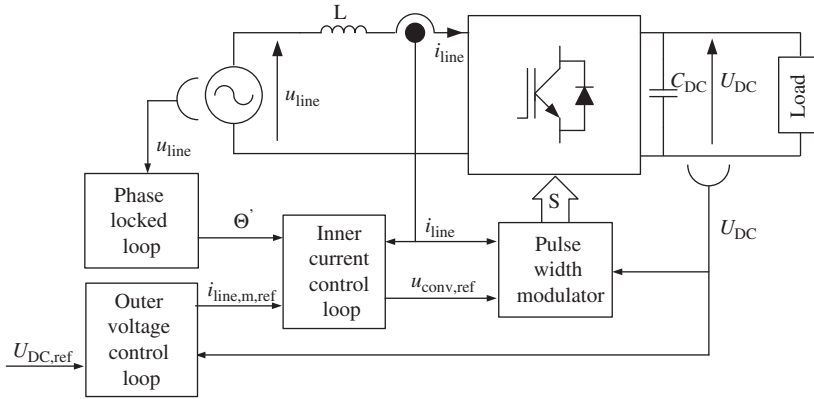 L
i_line
u_line
C_DC
U_DC
Load
u_line
Phase
locked
loop
Θ’
Inner
current
control
loop
i_line
S
Pulse
width
modulator
U_DC
u_conv,ref
i_line,m,ref
Outer
voltage
control
loop
U_DC,ref